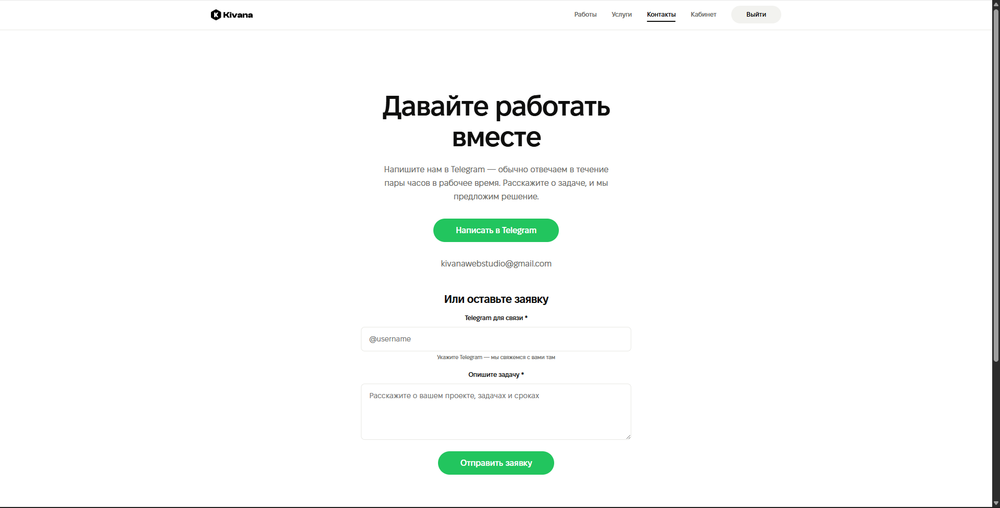 Kivana
Работы Услуги Контакты Кабинет Выйти
Давайте работать
вместе
Напишите нам в Telegram — обычно отвечаем в течение
пары часов в рабочее время. Расскажите о задаче, и мы
предложим решение.
Написать в Telegram
kivanawebstudio@gmail.com
Или оставьте заявку
Telegram для связи *
@username
Укажите Telegram — мы свяжемся с вами там
Опишите задачу *
Расскажите о вашем проекте, задачах и сроках
Отправить заявку